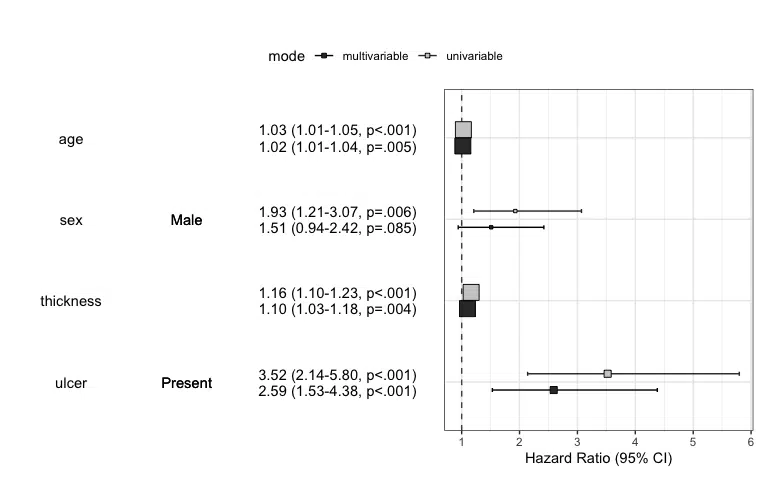 mode multivariable univariable
age
1.03 (1.01-1.05, p<.001)
1.02 (1.01-1.04, p=.005)
sex Male
1.93 (1.21-3.07, p=.006)
1.51 (0.94-2.42, p=.085)
thickness
1.16 (1.10-1.23, p<.001)
1.10 (1.03-1.18, p=.004)
ulcer Present
3.52 (2.14-5.80, p<.001)
2.59 (1.53-4.38, p<.001)
1 2 3 4 5 6
Hazard Ratio (95% CI)